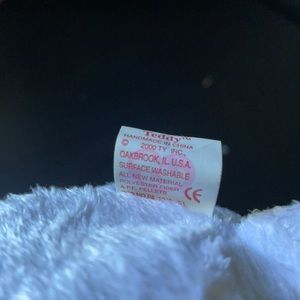 Teddy™
HANDMADE IN CHINA
© 2000 TY INC.,
OAKBROOK, IL. U.S.A.
SURFACE WASHABLE
ALL NEW MATERIAL
POLYESTER FIBER
& P.E. PELLETS CE